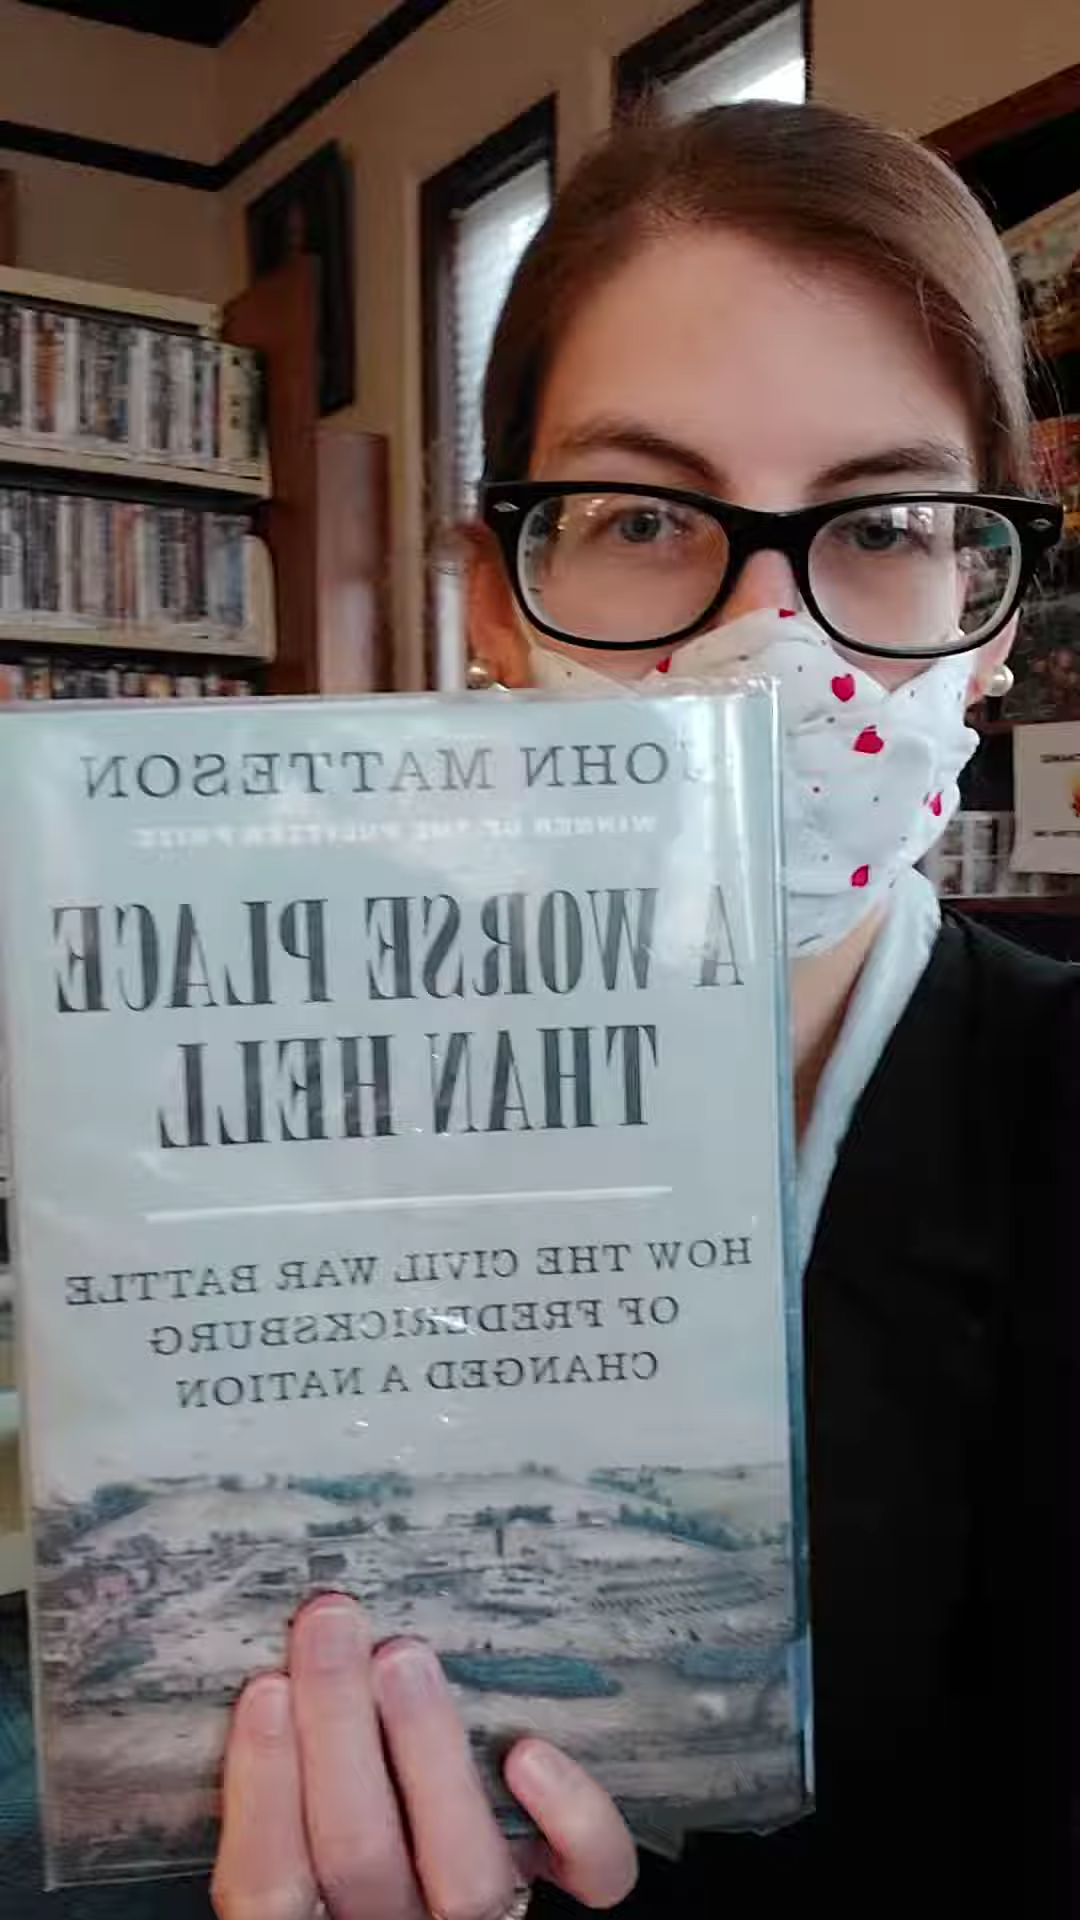 JOHN MATTESON
WINNER OF THE PULITZER PRIZE
A WORSE PLACE
THAN HELL
HOW THE CIVIL WAR BATTLE
OF FREDERICKSBURG
CHANGED A NATION